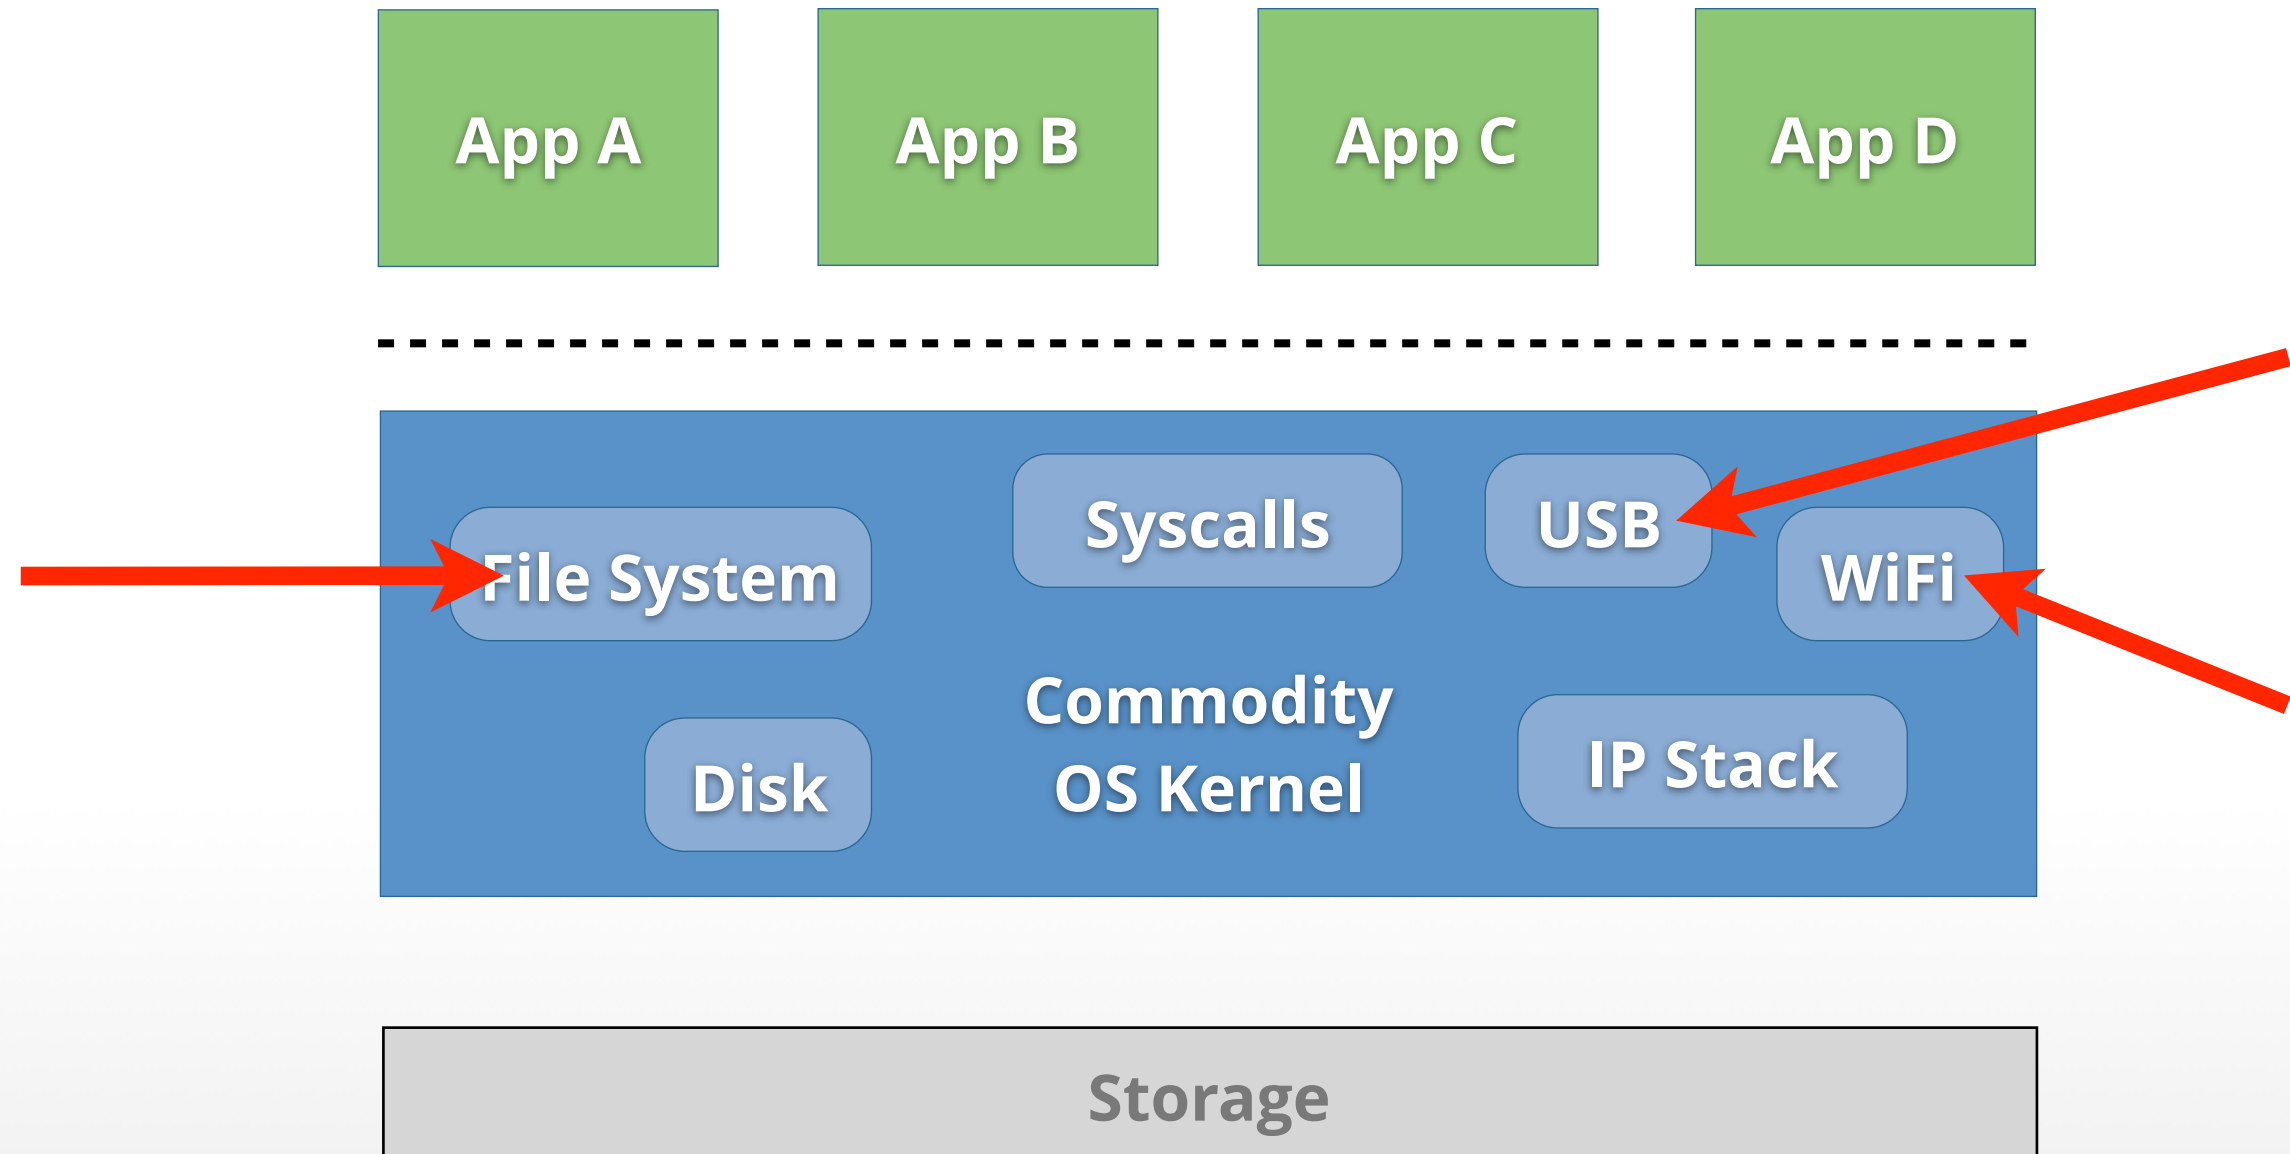 App A
App B
App C
App D
Syscalls
USB
File System
WiFi
Commodity
OS Kernel
IP Stack
Disk
Storage